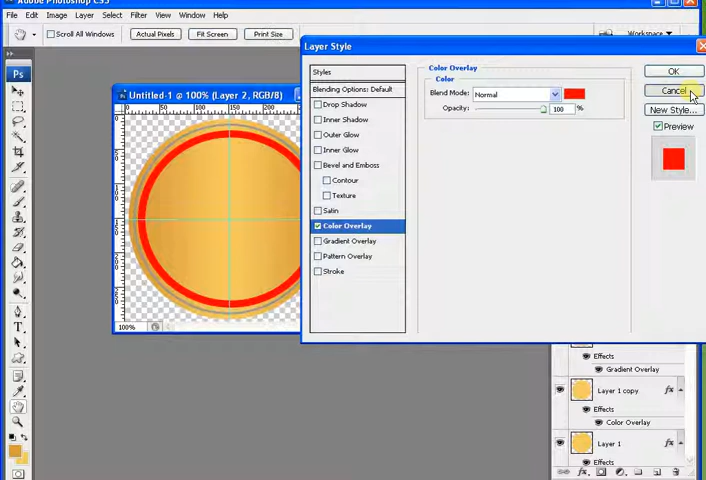 Adobe Photoshop CS3
File Edit Image Layer Select Filter View Window Help
Scroll All Windows Actual Pixels Fit Screen Print Size Workspace
Ps
Untitled-1 @ 100% (Layer 2, RGB/8)
100%
Layer Style
Styles
Blending Options: Default
Drop Shadow
Inner Shadow
Outer Glow
Inner Glow
Bevel and Emboss
Contour
Texture
Satin
Color Overlay
Gradient Overlay
Pattern Overlay
Stroke
Color Overlay
Color
Blend Mode: Normal
Opacity: 100 %
OK
Cancel
New Style...
Preview
Effects
Gradient Overlay
Layer 1 copy fx
Effects
Color Overlay
Layer 1 fx
Effects